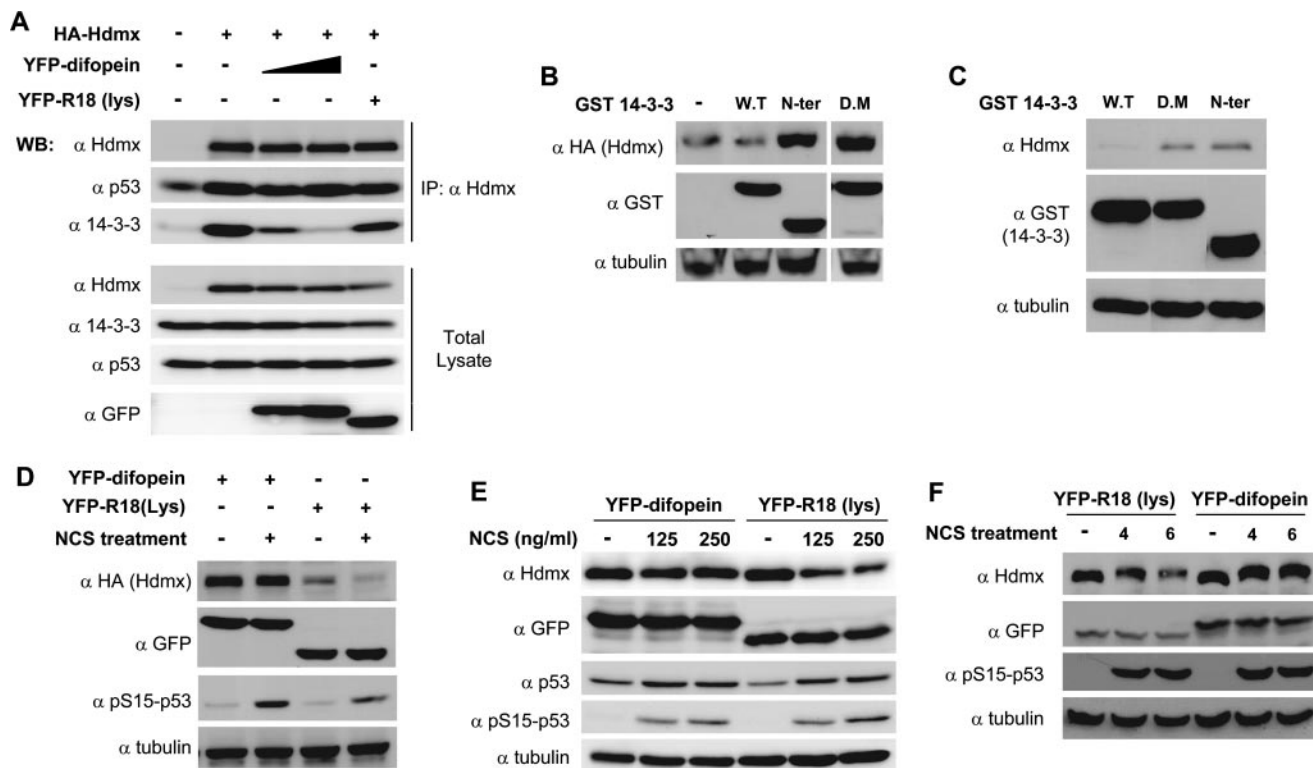 A
HA-Hdmx - + + + +
YFP-difopein - - -
YFP-R18 (lys) - - - - +
WB: α Hdmx
α p53
α 14-3-3
IP: α Hdmx
α Hdmx
α 14-3-3
α p53
α GFP
Total
Lysate
B
GST 14-3-3 - W.T N-ter D.M
α HA (Hdmx)
α GST
α tubulin
C
GST 14-3-3 W.T D.M N-ter
α Hdmx
α GST
(14-3-3)
α tubulin
D
YFP-difopein + + - -
YFP-R18(Lys) - - + +
NCS treatment - + - +
α HA (Hdmx)
α GFP
α pS15-p53
α tubulin
E
YFP-difopein YFP-R18 (lys)
NCS (ng/ml) - 125 250 - 125 250
α Hdmx
α GFP
α p53
α pS15-p53
α tubulin
F
YFP-R18 (lys) YFP-difopein
NCS treatment - 4 6 - 4 6
α Hdmx
α GFP
α pS15-p53
α tubulin